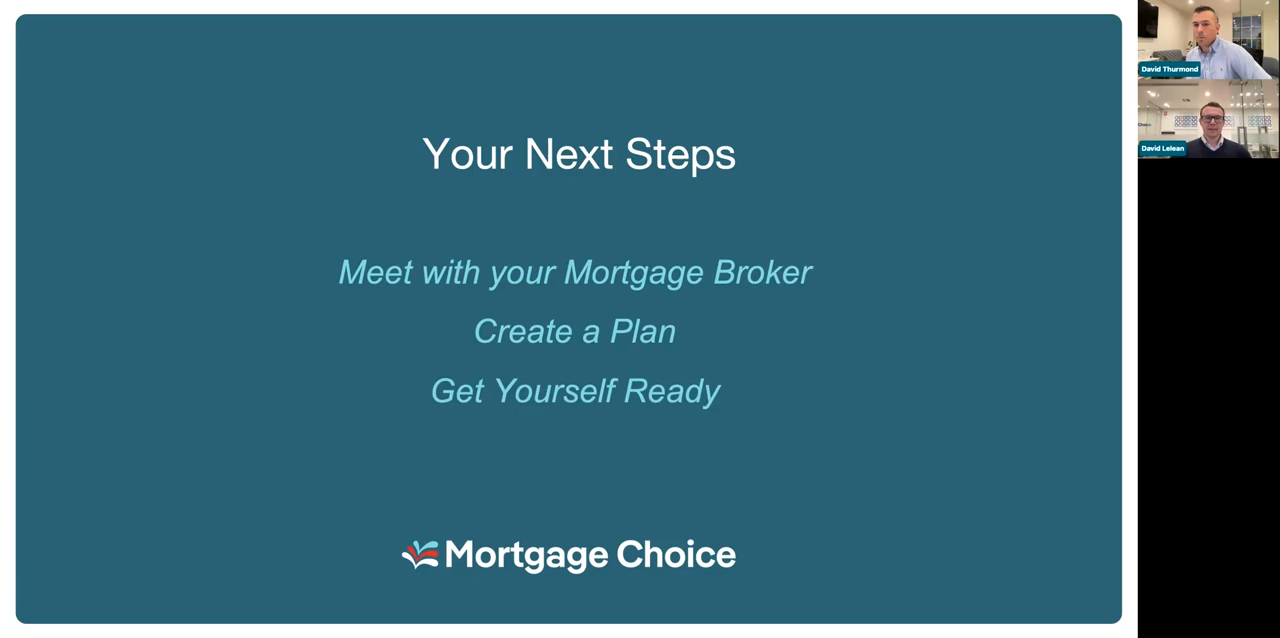 Your Next Steps
Meet with your Mortgage Broker
Create a Plan
Get Yourself Ready
Mortgage Choice
David Thurmond
David Lelean